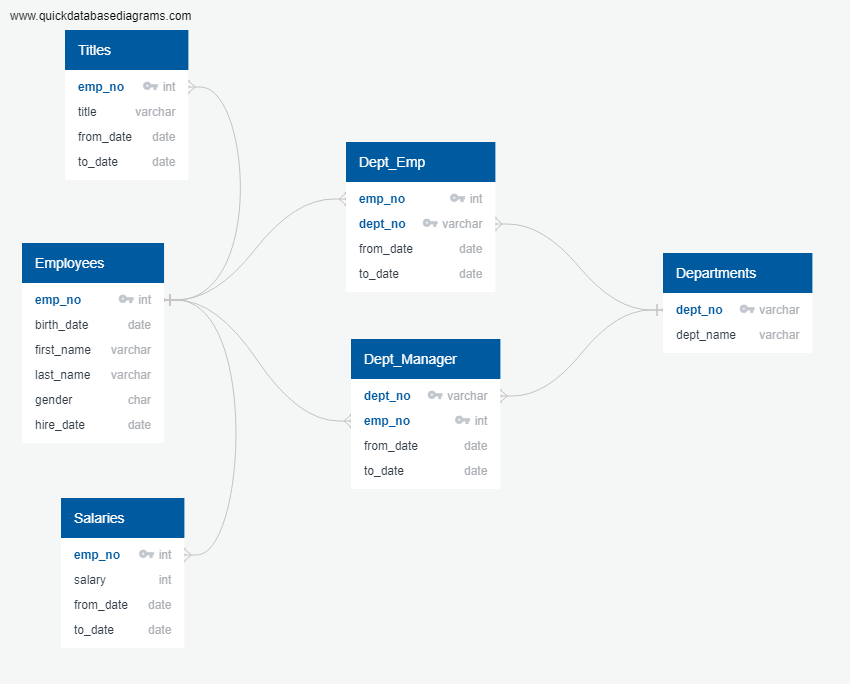 www.quickdatabasediagrams.com
Titles
emp_no int
title varchar
from_date date
to_date date
Employees
emp_no int
birth_date date
first_name varchar
last_name varchar
gender char
hire_date date
Salaries
emp_no int
salary int
from_date date
to_date date
Dept_Emp
emp_no int
dept_no varchar
from_date date
to_date date
Dept_Manager
dept_no varchar
emp_no int
from_date date
to_date date
Departments
dept_no varchar
dept_name varchar